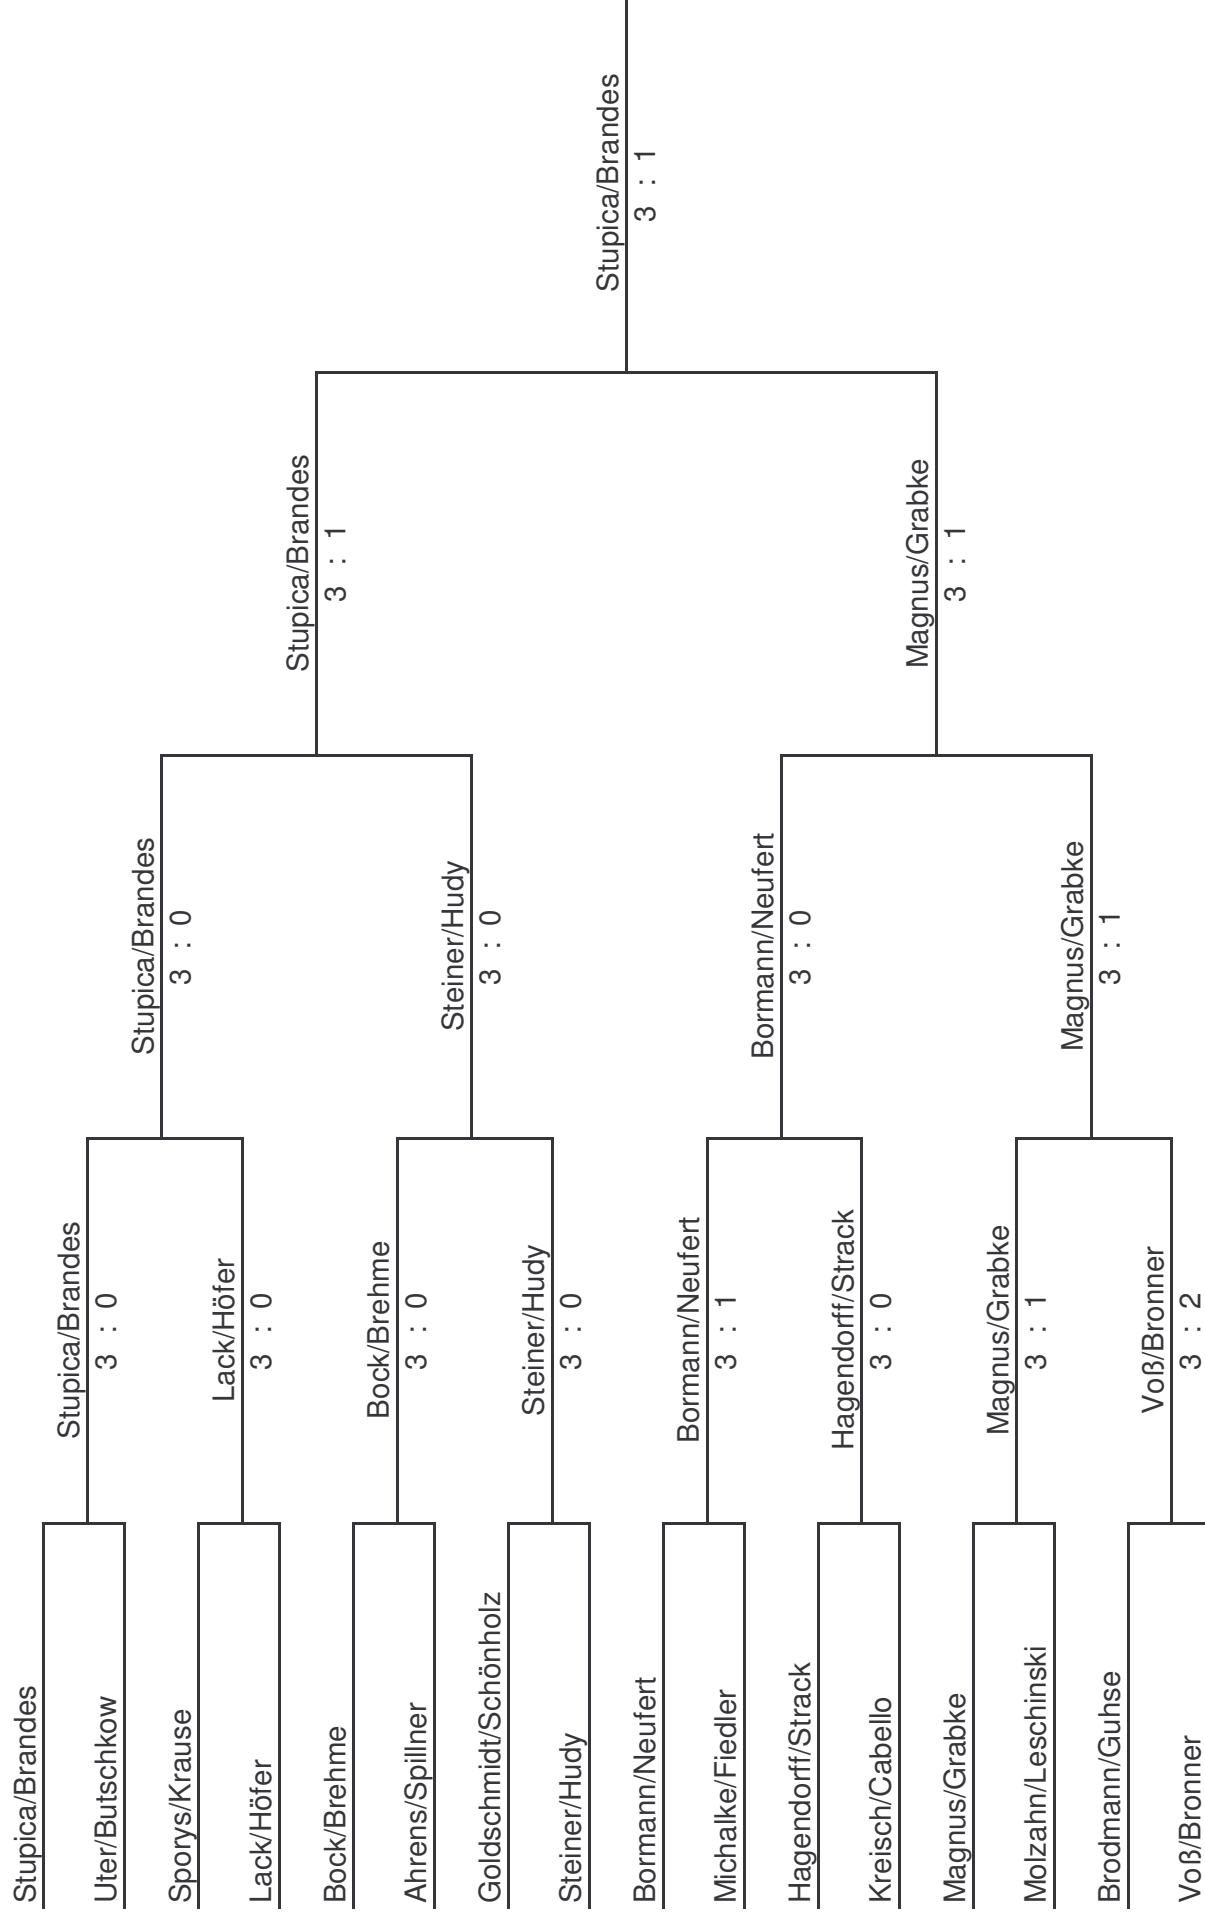 Stupica/Brandes
Uter/Butschkow
Sporys/Krause
Lack/Höfer
Bock/Brehme
Ahrens/Spillner
Goldschmidt/Schönholz
Steiner/Hudy
Bormann/Neufert
Michalke/Fiedler
Hagendorff/Strack
Kreisch/Cabello
Magnus/Grabke
Molzahn/Leschinski
Brodmann/Guhse
Voß/Bronner
Stupica/Brandes
3 : 0
Lack/Höfer
3 : 0
Bock/Brehme
3 : 0
Steiner/Hudy
3 : 0
Bormann/Neufert
3 : 1
Hagendorff/Strack
3 : 0
Magnus/Grabke
3 : 1
Voß/Bronner
3 : 2
Stupica/Brandes
3 : 0
Steiner/Hudy
3 : 0
Bormann/Neufert
3 : 0
Magnus/Grabke
3 : 1
Stupica/Brandes
3 : 1
Magnus/Grabke
3 : 1
Stupica/Brandes
3 : 1